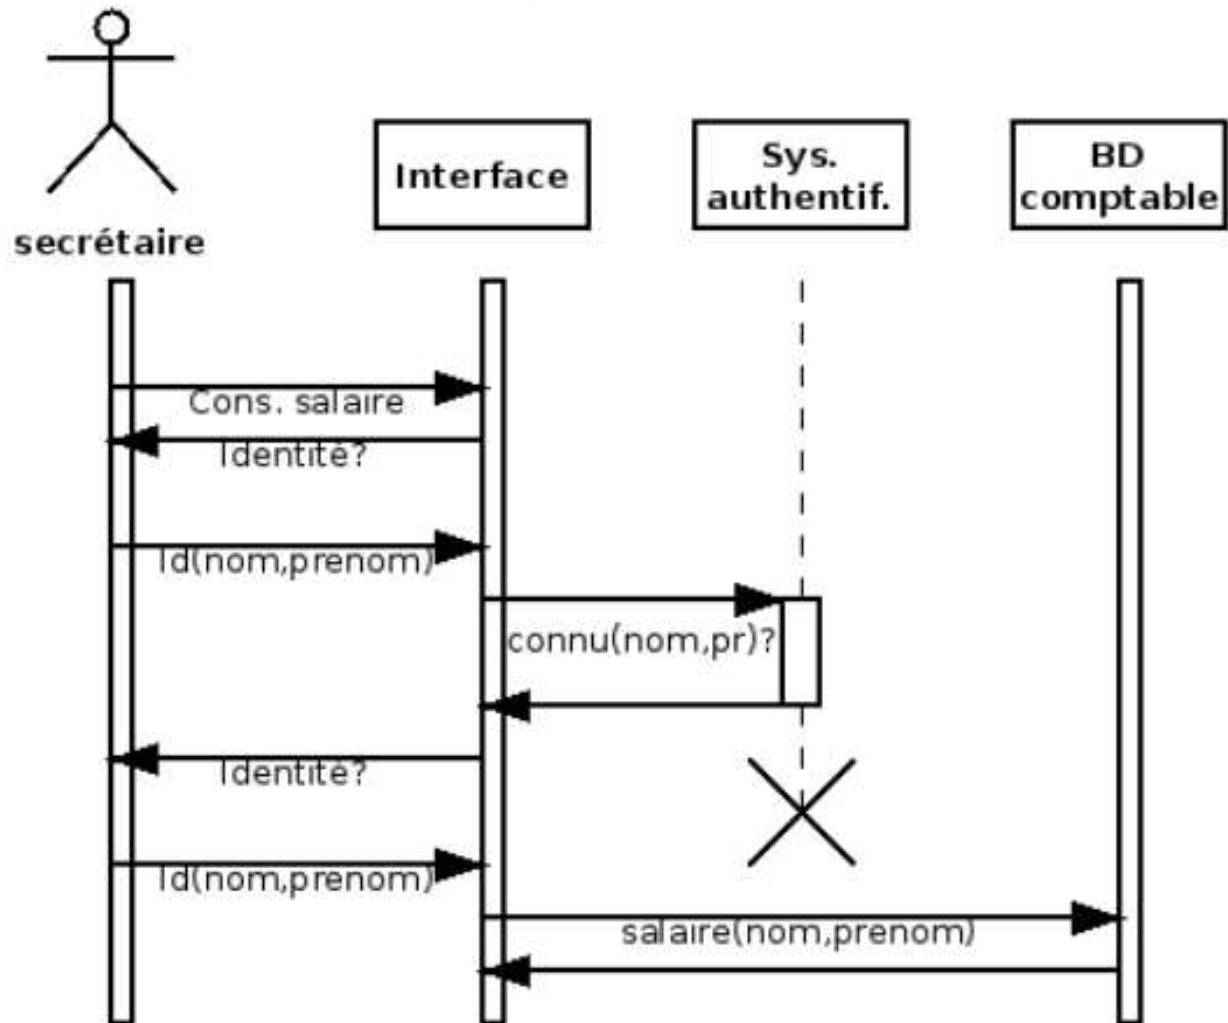 Interface
Sys.
authentif.
BD
comptable
secrétaire
Cons. salaire
Identité?
Id(nom,prenom)
connu(nom,pr)?
Identité?
Id(nom,prenom)
salaire(nom,prenom)